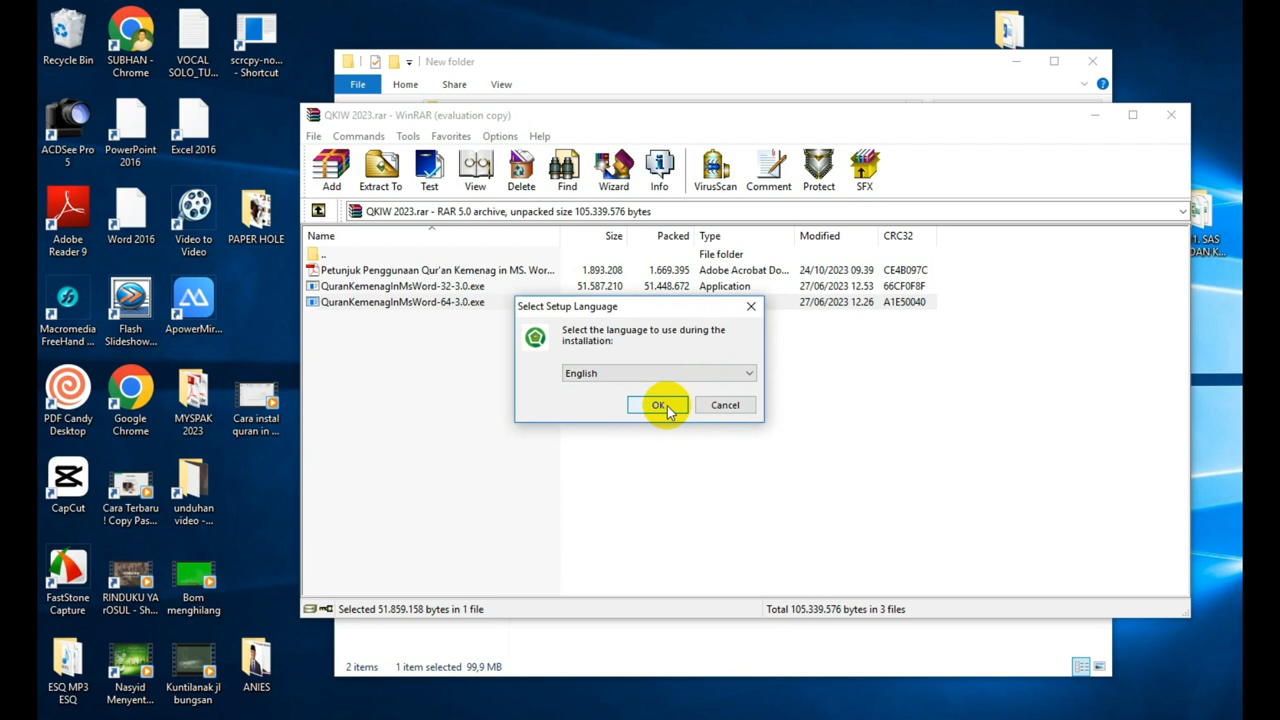 Recycle Bin
SUBHAN -
Chrome
VOCAL
SOLO_TU...
scrcpy-no...
- Shortcut
ACDSee Pro
5
PowerPoint
2016
Excel 2016
Adobe
Reader 9
Word 2016
Video to
Video
PAPER HOLE
Macromedia
FreeHand ...
Flash
Slideshow...
ApowerMir...
PDF Candy
Desktop
Google
Chrome
MYSPAK
2023
Cara instal
quran in ...
CapCut
Cara Terbaru
! Copy Pas...
unduhan
video -...
FastStone
Capture
RINDUKU YA
rOSUL - Sh...
Bom
menghilang
ESQ MP3
ESQ
Nasyid
Menyent...
Kuntilanak jl
bungsan
ANIES
New folder
File Home Share View
QKIW 2023.rar - WinRAR (evaluation copy)
File Commands Tools Favorites Options Help
Add Extract To Test View Delete Find Wizard Info VirusScan Comment Protect SFX
QKIW 2023.rar - RAR 5.0 archive, unpacked size 105.339.576 bytes
Name Size Packed Type Modified CRC32
.. File folder
Petunjuk Penggunaan Qur'an Kemenag in MS. Wor... 1.893.208 1.669.395 Adobe Acrobat Do... 24/10/2023 09.39 CE4B097C
QuranKemenagInMsWord-32-3.0.exe 51.587.210 51.448.672 Application 27/06/2023 12.53 66CF0F8F
QuranKemenagInMsWord-64-3.0.exe 27/06/2023 12.26 A1E50040
Select Setup Language
Select the language to use during the
installation:
English
OK Cancel
Selected 51.859.158 bytes in 1 file Total 105.339.576 bytes in 3 files
2 items 1 item selected 99,9 MB
1. SAS
DAN K...